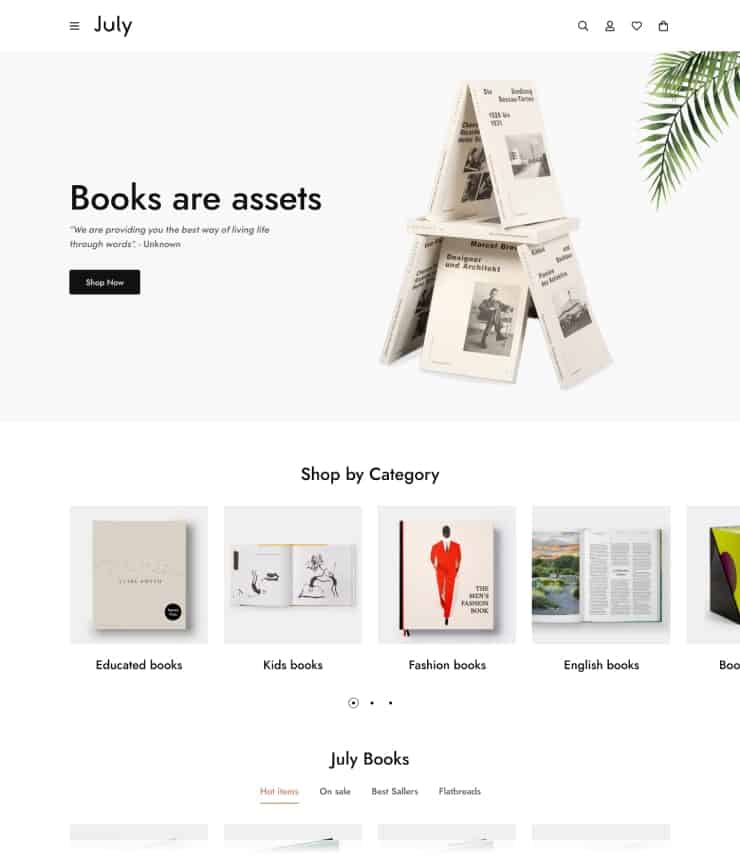 July
Books are assets
"We are providing you the best way of living life
through words". - Unknown
Shop Now
Die Siedlung
Dessau-Törten
1926 bis
1931
Marcel Breu
Designer
and Architekt
Shop by Category
THE
MEN'S
FASHION
BOOK
Educated books
Kids books
Fashion books
English books
Boo
July Books
Hot items On sale Best Sallers Flatbreads